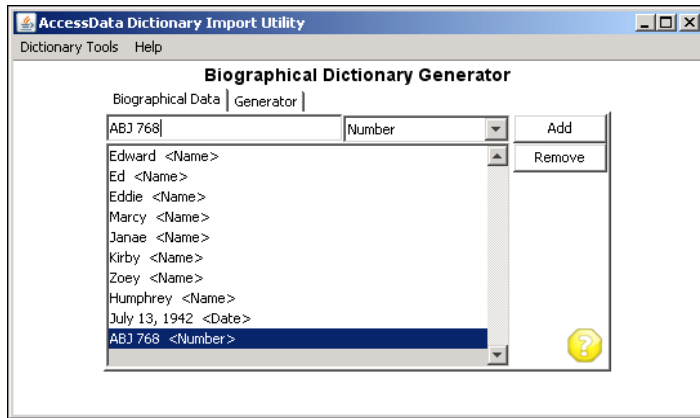 AccessData Dictionary Import Utility
Dictionary Tools Help
Biographical Dictionary Generator
Biographical Data Generator
ABJ 768 Number Add
Remove
Edward <Name>
Ed <Name>
Eddie <Name>
Marcy <Name>
Janae <Name>
Kirby <Name>
Zoey <Name>
Humphrey <Name>
July 13, 1942 <Date>
ABJ 768 <Number>
?